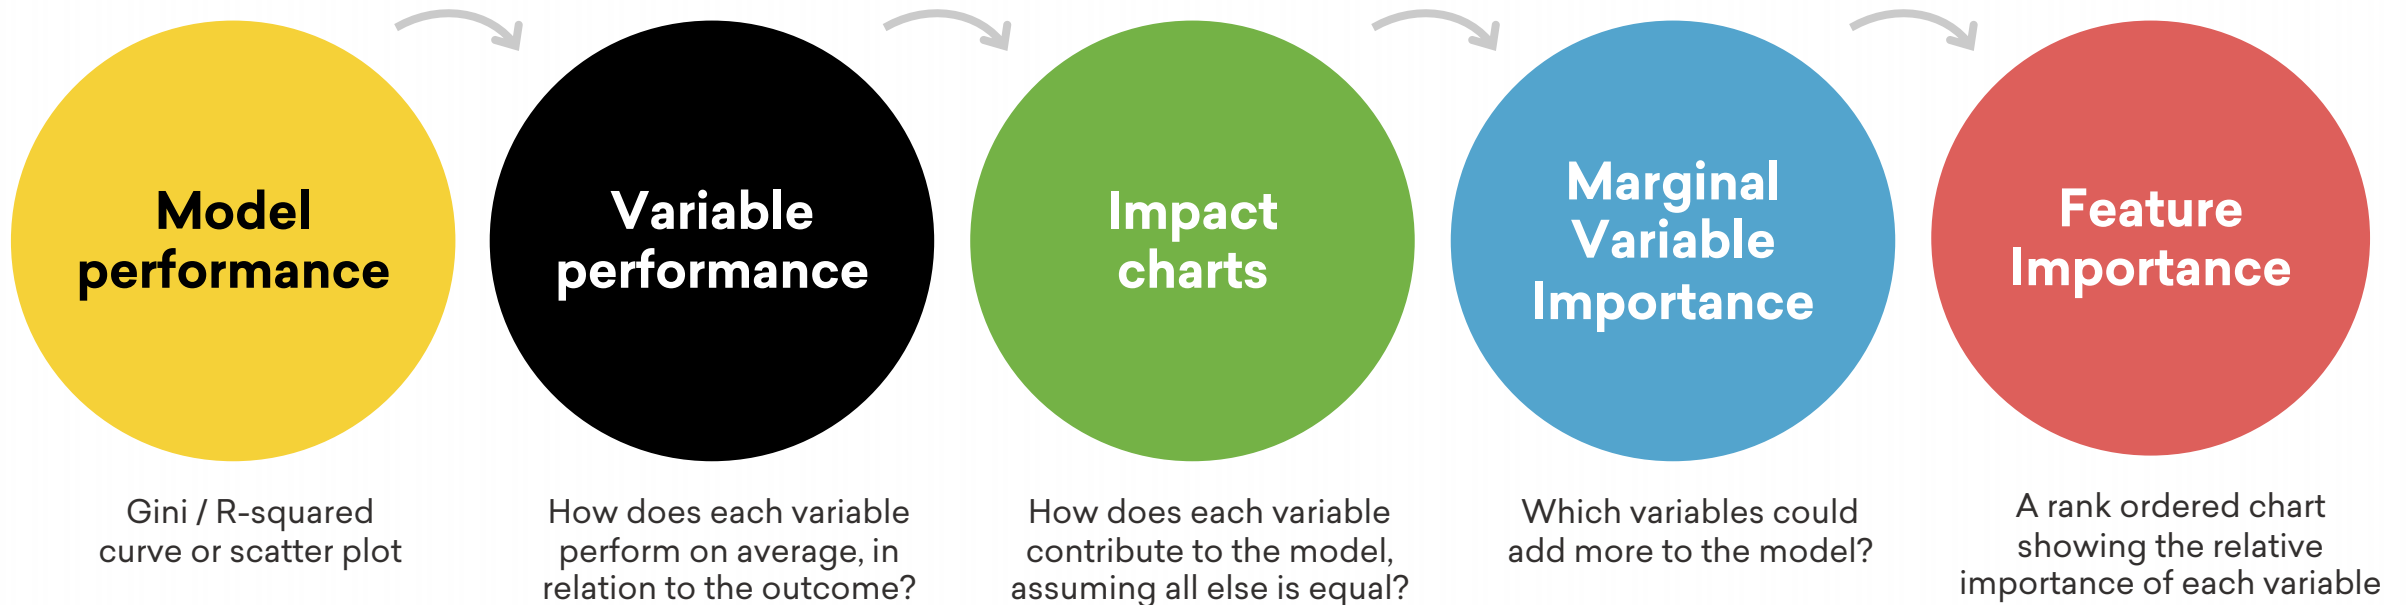 Model
performance
Gini / R-squared
curve or scatter plot
Variable
performance
How does each variable
perform on average, in
relation to the outcome?
Impact
charts
How does each variable
contribute to the model,
assuming all else is equal?
Marginal
Variable
Importance
Which variables could
add more to the model?
Feature
Importance
A rank ordered chart
showing the relative
importance of each variable